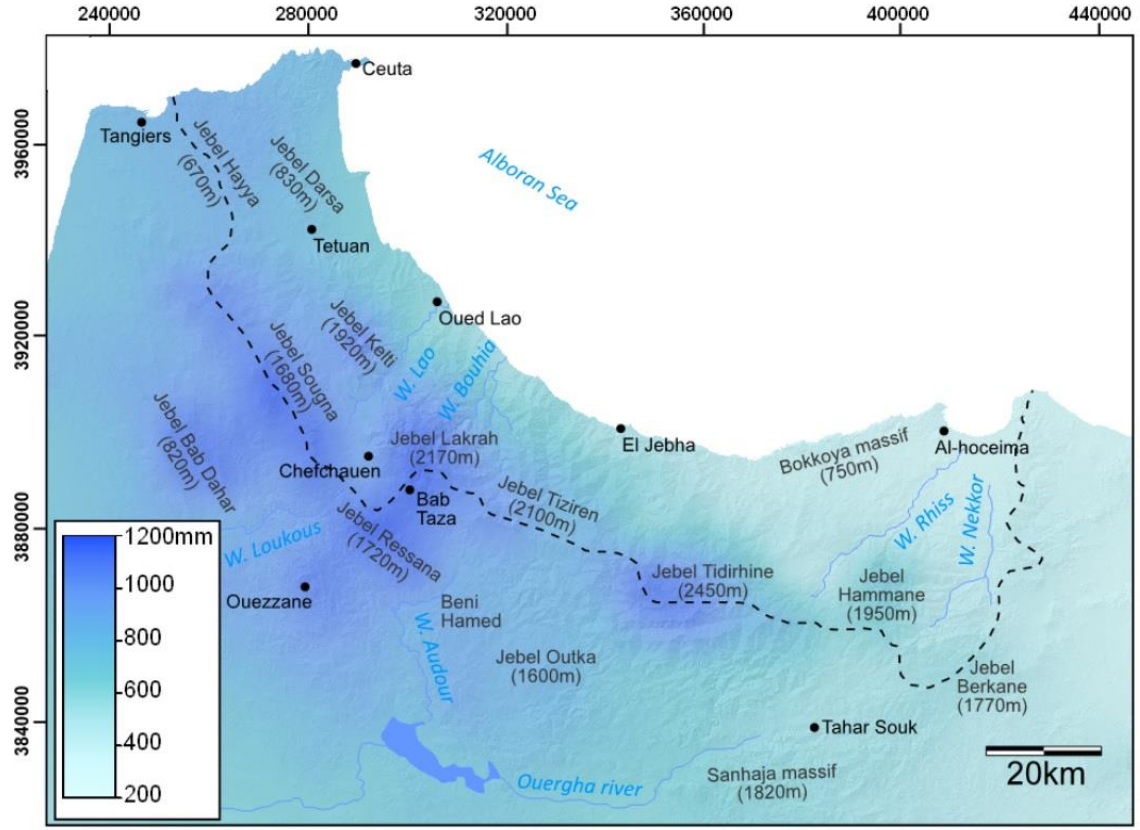 240000
280000
320000
360000
400000
440000
3960000
3920000
3880000
3840000
Ceuta
Tangiers
Jebel Hayya
(670m)
Jebel Darsa
(830m)
Alboran Sea
Tetuan
Oued Lao
Jebel Kelti
(1920m)
Jebel Sougna
(1680m)
W. Lao
W. Bouhia
Jebel Bab Dahar
(820m)
Jebel Lakrah
(2170m)
Chefchauen
El Jebha
Bokkoya massif
(750m)
Al-hoceima
Bab
Taza
Jebel Tiziren
(2100m)
W. Rhiss
W. Nekkor
Jebel Ressana
(1720m)
W. Loukous
Ouezzane
Jebel Tidirhine
(2450m)
Jebel
Hammane
(1950m)
Beni
Hamed
W. Audour
Jebel Outka
(1600m)
Jebel
Berkane
(1770m)
Tahar Souk
Ouergha river
Sanhaja massif
(1820m)
20km
1200mm
1000
800
600
400
200